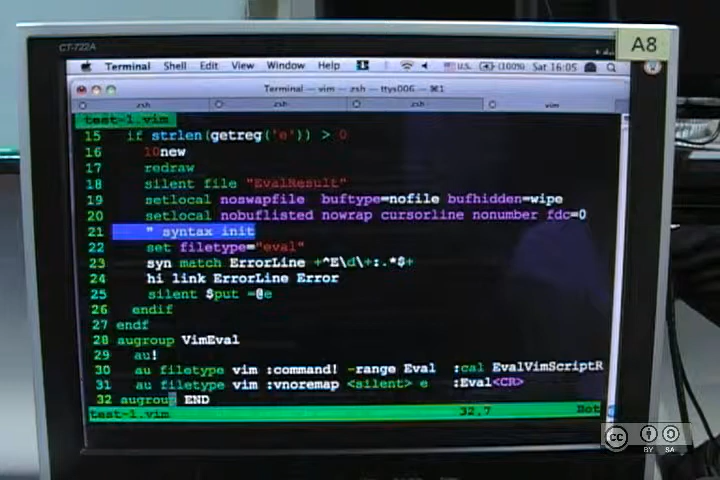 CT-722A
A8
Terminal Shell Edit View Window Help U.S. (100%) Sat 16:05
Terminal — vim — zsh — ttys006 — ⌘1
zsh zsh zsh vim
test-1.vim
15 if strlen(getreg('e')) > 0
16 10new
17 redraw
18 silent file "EvalResult"
19 setlocal noswapfile buftype=nofile bufhidden=wipe
20 setlocal nobuflisted nowrap cursorline nonumber fdc=0
21 " syntax init
22 set filetype="eval"
23 syn match ErrorLine +^E\d\+:.*$+
24 hi link ErrorLine Error
25 silent $put =@e
26 endif
27 endf
28 augroup VimEval
29 au!
30 au filetype vim :command! -range Eval :cal EvalVimScriptR
31 au filetype vim :vnoremap <silent> e :Eval<CR>
32 augroup END
test-1.vim 32,7 Bot
cc BY SA